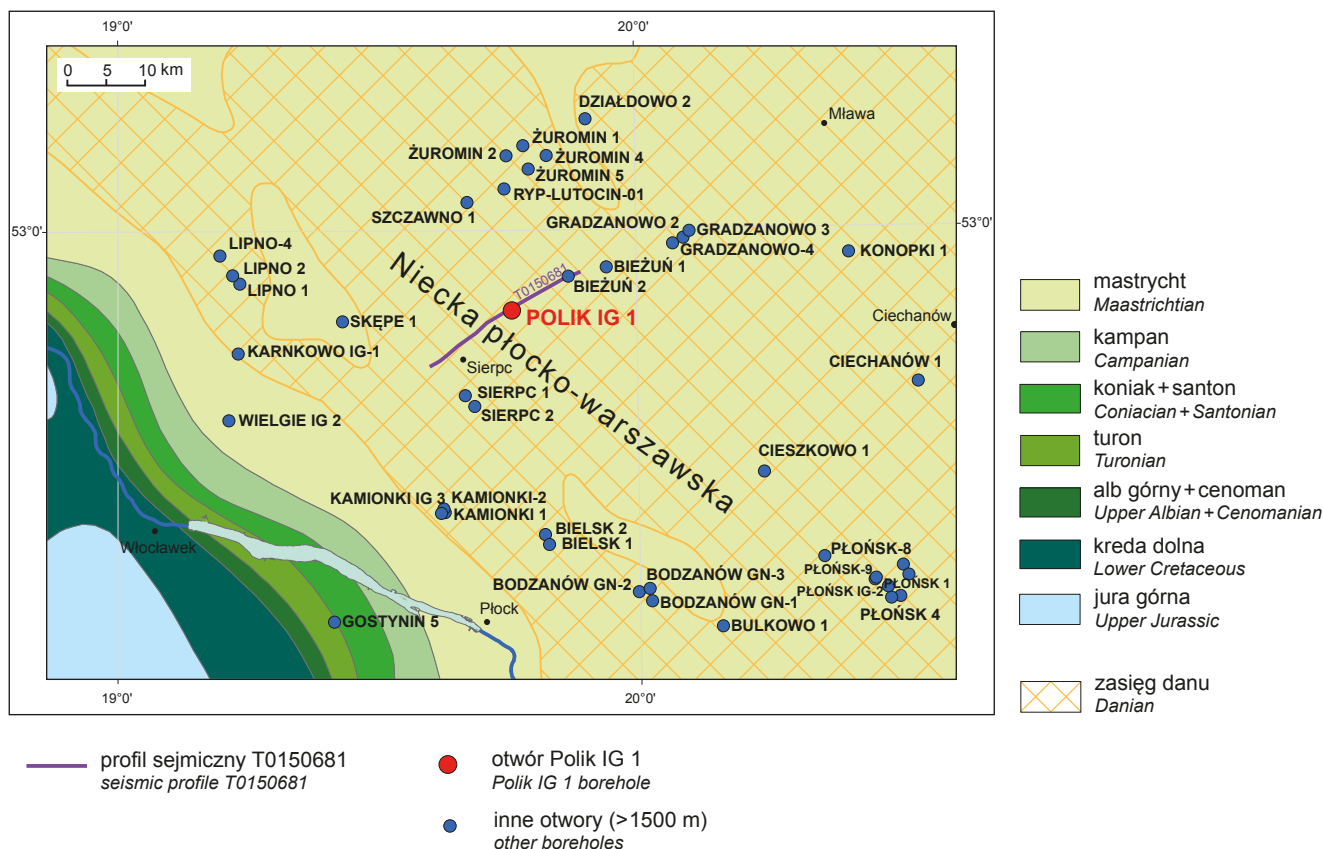 19°0' 20°0'
0 5 10 km
DZIAŁDOWO 2
Mława
ŻUROMIN 1
ŻUROMIN 2
ŻUROMIN 4
ŻUROMIN 5
RYP-LUTOCIN-01
SZCZAWNO 1
53°0' 53°0'
GRADZANOWO 2
GRADZANOWO 3
GRADZANOWO-4
KONOPKI 1
LIPNO-4
LIPNO 2
LIPNO 1
BIEŻUŃ 1
BIEŻUŃ 2
T0150681
POLIK IG 1
Niecka płocko-warszawska
SKĘPE 1
Ciechanów
KARNKOWO IG-1
Sierpc
CIECHANÓW 1
SIERPC 1
SIERPC 2
WIELGIE IG 2
CIESZKOWO 1
KAMIONKI IG 3
KAMIONKI-2
KAMIONKI 1
Włocławek
BIELSK 2
BIELSK 1
PŁOŃSK-8
PŁOŃSK-9
PŁOŃSK 1
PŁOŃSK IG-2
PŁOŃSK 4
BODZANÓW GN-3
BODZANÓW GN-2
BODZANÓW GN-1
Płock
GOSTYNIN 5
BULKOWO 1
19°0' 20°0'
mastrycht
Maastrichtian
kampan
Campanian
koniak+santon
Coniacian+Santonian
turon
Turonian
alb górny+cenoman
Upper Albian+Cenomanian
kreda dolna
Lower Cretaceous
jura górna
Upper Jurassic
zasięg danu
Danian
profil sejmiczny T0150681
seismic profile T0150681
otwór Polik IG 1
Polik IG 1 borehole
inne otwory (>1500 m)
other boreholes